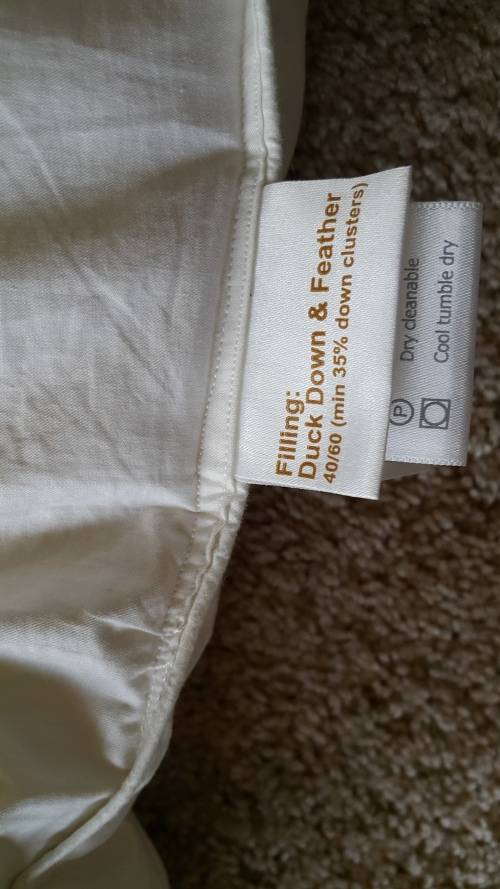 Filling:
Duck Down & Feather
40/60 (min 35% down clusters)
P
Dry cleanable
Cool tumble dry